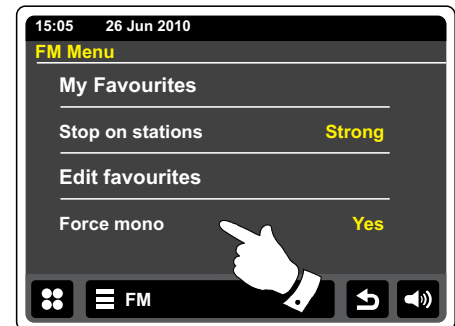 15:05 26 Jun 2010
FM Menu
My Favourites
Stop on stations Strong
Edit favourites
Force mono Yes
FM